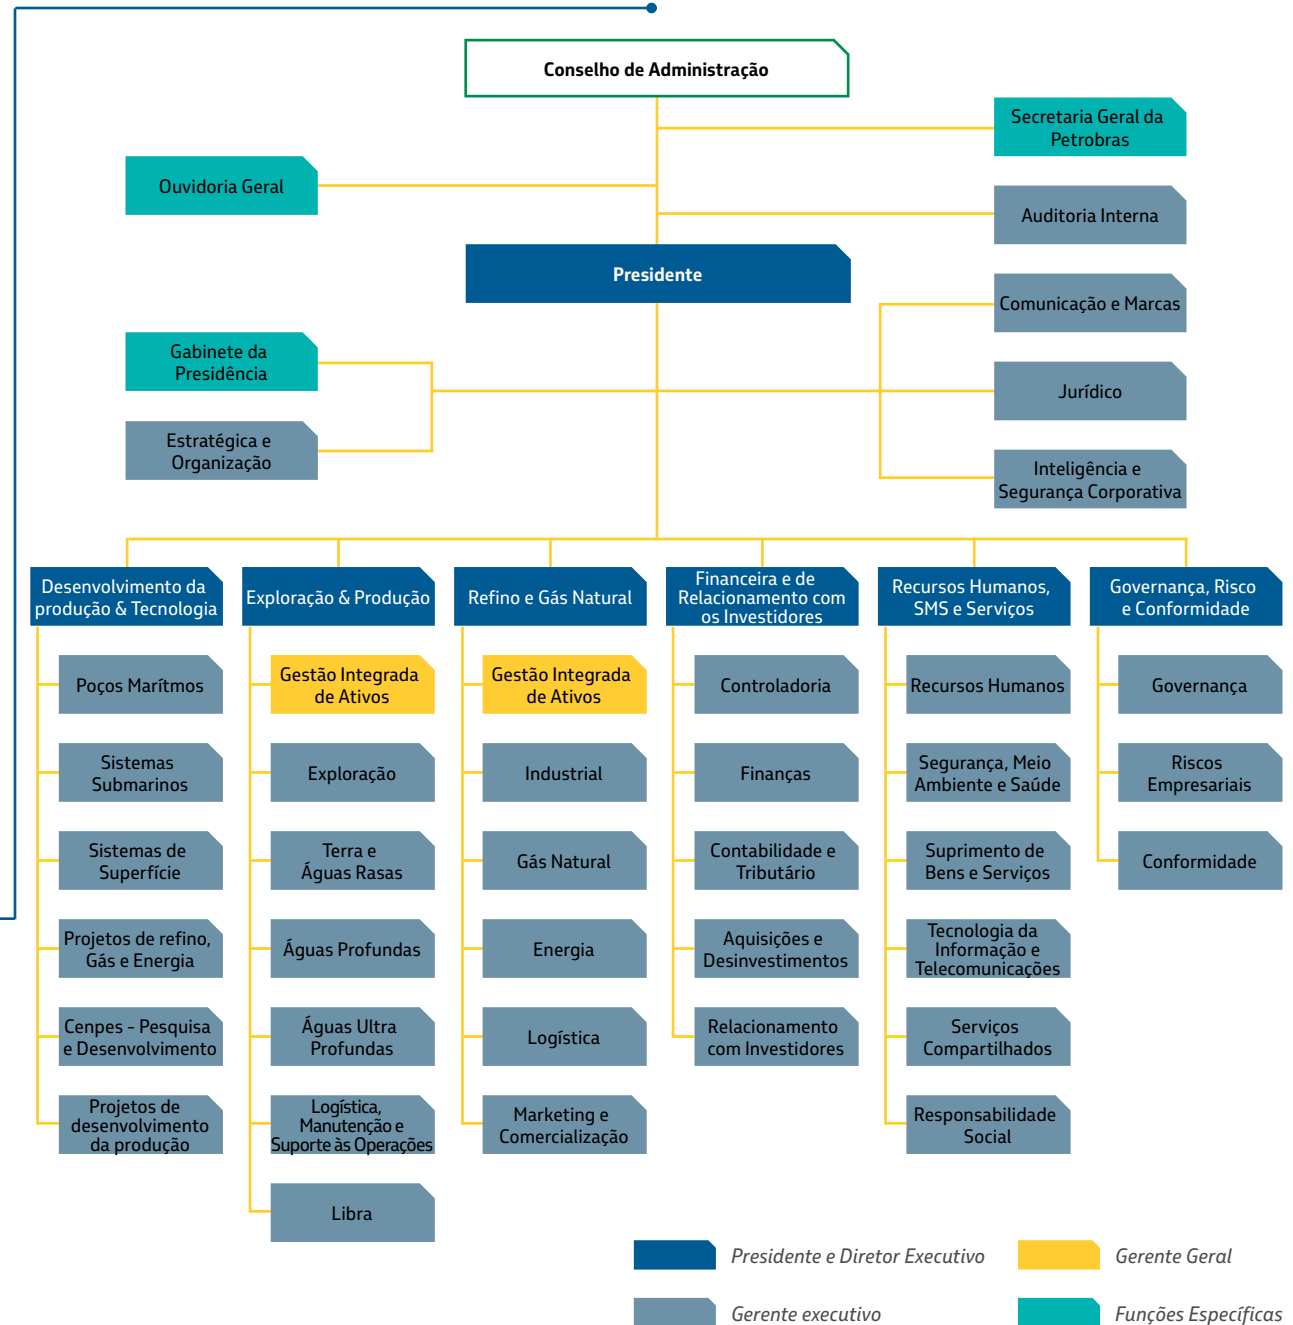 Conselho de Administração
Secretaria Geral da
Petrobras
Ouvidoria Geral
Auditoria Interna
Presidente
Comunicação e Marcas
Gabinete da
Presidência
Jurídico
Estratégica e
Organização
Inteligência e
Segurança Corporativa
Desenvolvimento da
produção & Tecnologia
Poços Marítmos
Sistemas
Submarinos
Sistemas de
Superfície
Projetos de refino,
Gás e Energia
Cenpes - Pesquisa
e Desenvolvimento
Projetos de
desenvolvimento
da produção
Exploração & Produção
Gestão Integrada
de Ativos
Exploração
Terra e
Águas Rasas
Águas Profundas
Águas Ultra
Profundas
Logística,
Manutenção e
Suporte às Operações
Libra
Refino e Gás Natural
Gestão Integrada
de Ativos
Industrial
Gás Natural
Energia
Logística
Marketing e
Comercialização
Financeira e de
Relacionamento com
os Investidores
Controladoria
Finanças
Contabilidade e
Tributário
Aquisições e
Desinvestimentos
Relacionamento
com Investidores
Recursos Humanos,
SMS e Serviços
Recursos Humanos
Segurança, Meio
Ambiente e Saúde
Suprimento de
Bens e Serviços
Tecnologia da
Informação e
Telecomunicações
Serviços
Compartilhados
Responsabilidade
Social
Governança, Risco
e Conformidade
Governança
Riscos
Empresariais
Conformidade
Presidente e Diretor Executivo
Gerente Geral
Gerente executivo
Funções Específicas